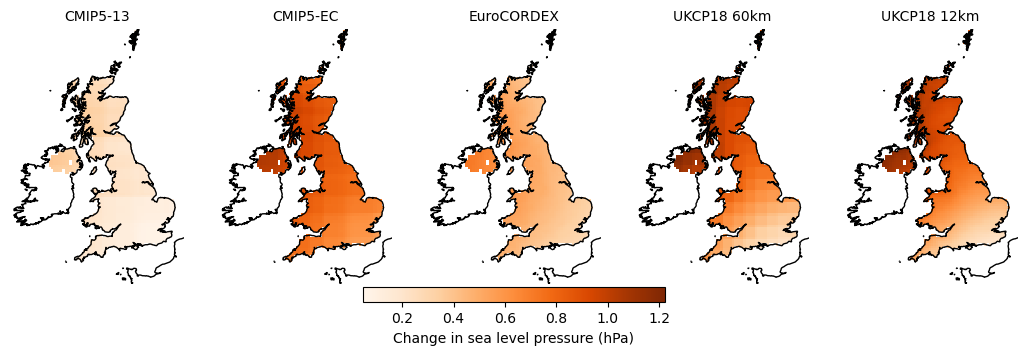 CMIP5-13 CMIP5-EC EuroCORDEX UKCP18 60km UKCP18 12km
0.2 0.4 0.6 0.8 1.0 1.2
Change in sea level pressure (hPa)